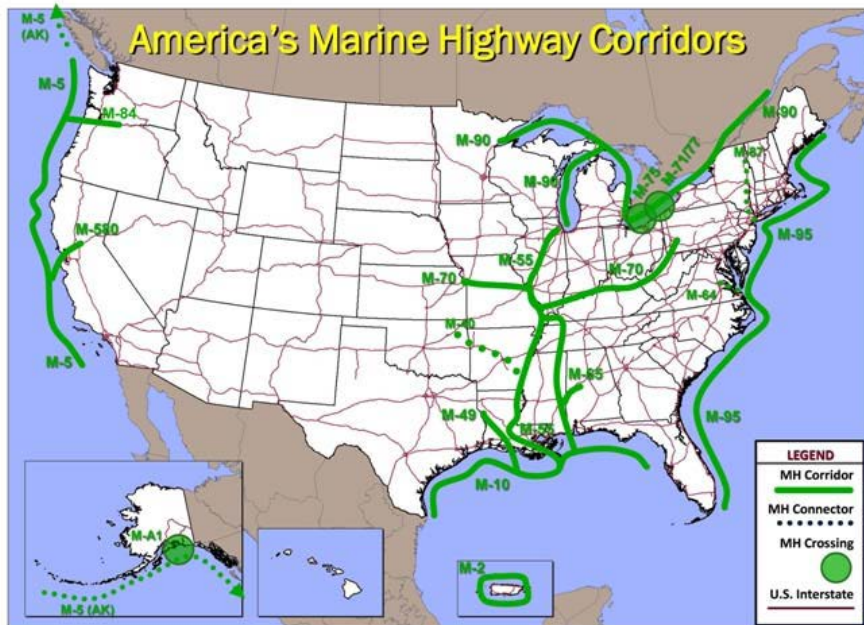 M-5
(AK)
America's Marine Highway Corridors
M-5
M-84
M-90
M-90
M-90
M-75
M-71/77
M-87
M-580
M-55
M-70
M-70
M-95
M-64
M-40
M-5
M-65
M-49
M-55
M-95
M-10
LEGEND
MH Corridor
MH Connector
MH Crossing
U.S. Interstate
M-A1
M-5 (AK)
M-2